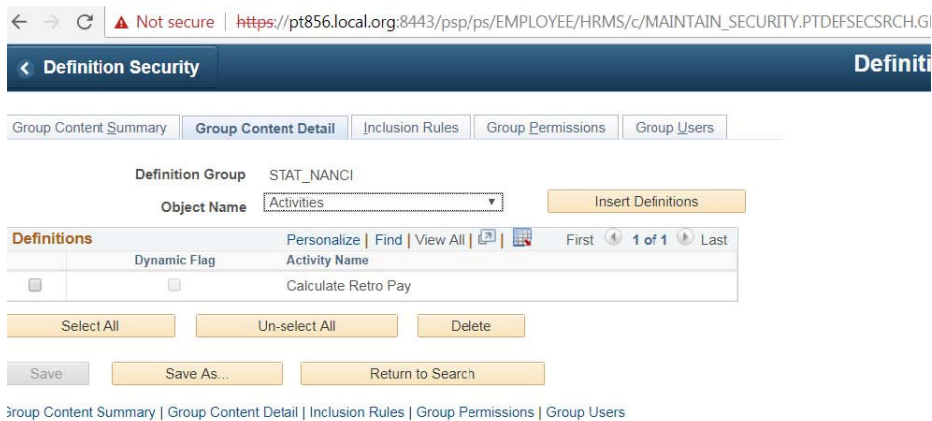 Not secure | https://pt856.local.org:8443/psp/ps/EMPLOYEE/HRMS/c/MAINTAIN_SECURITY.PTDEFSECSRCH.
Definition Security
Group Content Summary Group Content Detail Inclusion Rules Group Permissions Group Users
Definition Group STAT_NANCI
Object Name Activities Insert Definitions
Definitions Personalize | Find | View All | | First 1 of 1 Last
Dynamic Flag Activity Name
Calculate Retro Pay
Select All Un-select All Delete
Save Save As... Return to Search
Group Content Summary | Group Content Detail | Inclusion Rules | Group Permissions | Group Users